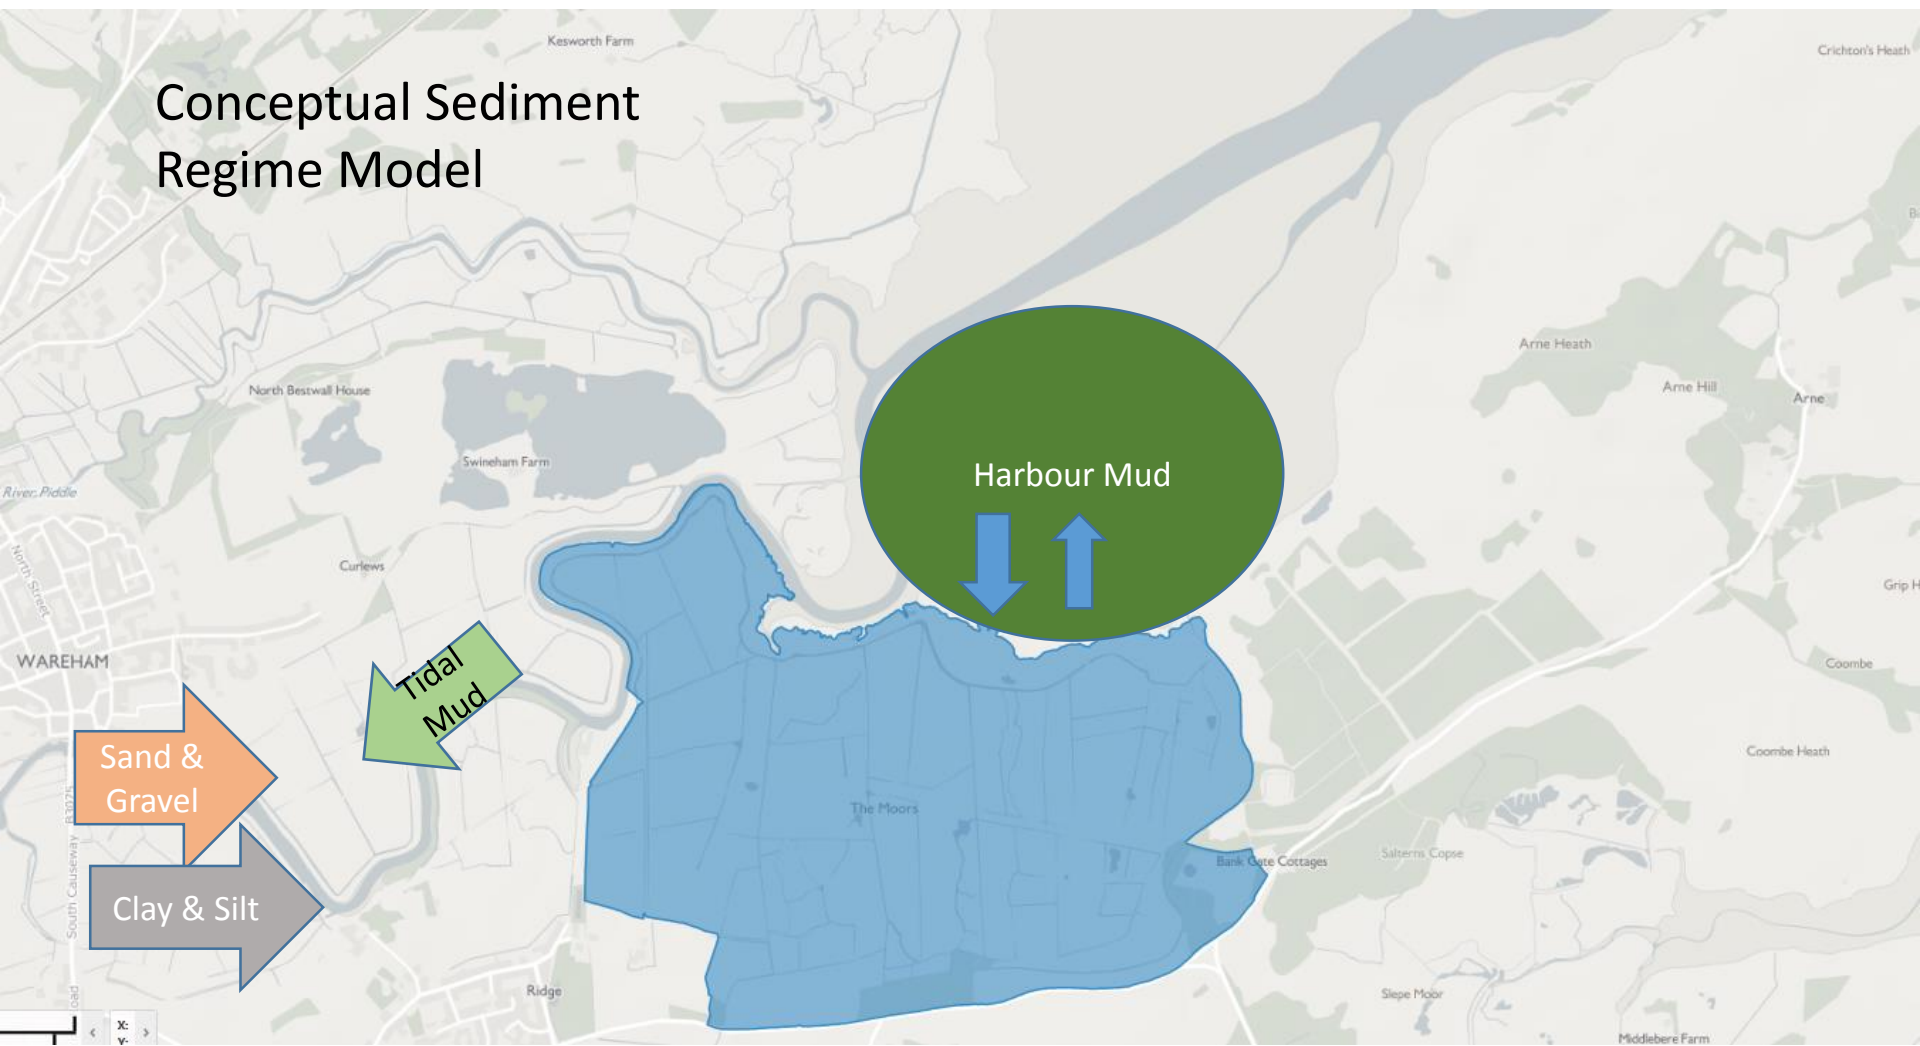 Kesworth Farm
Crichton's Heath
Conceptual Sediment
Regime Model
Arne Heath
North Bestwall House
Arne Hill
Arne
Swineham Farm
Harbour Mud
River Piddle
North Street
Curlews
Grip H
WAREHAM
Tidal
Mud
Coombe
Sand &
Gravel
Coombe Heath
The Moors
South Causeway
B3075
Bank Gate Cottages
Salterns Copse
Clay & Silt
Ridge
Slepe Moor
oad
‹ X: ›
Y:
Middlebere Farm